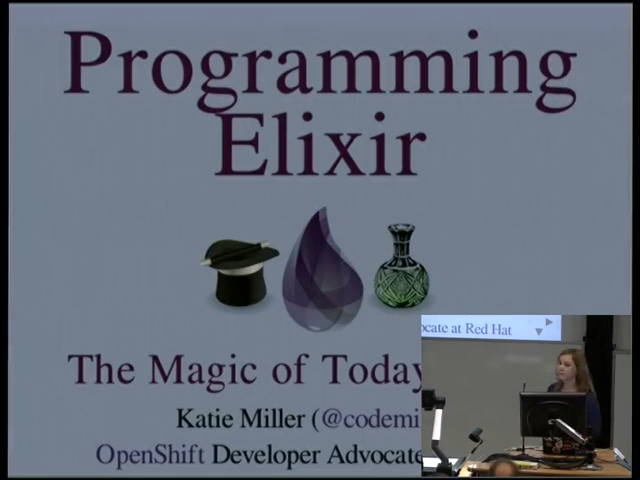 Programming
Elixir
The Magic of Today
Katie Miller (@codemi
OpenShift Developer Advocate
ocate at Red Hat